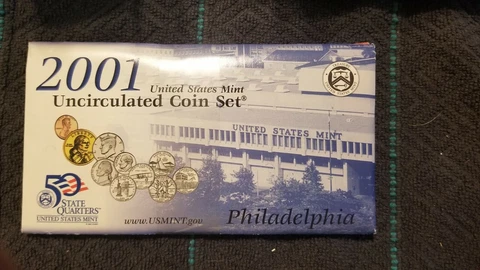 2001 United States Mint
Uncirculated Coin Set®
UNITED STATES MINT
50
STATE
QUARTERS
UNITED STATES MINT
www.USMINT.gov
Philadelphia